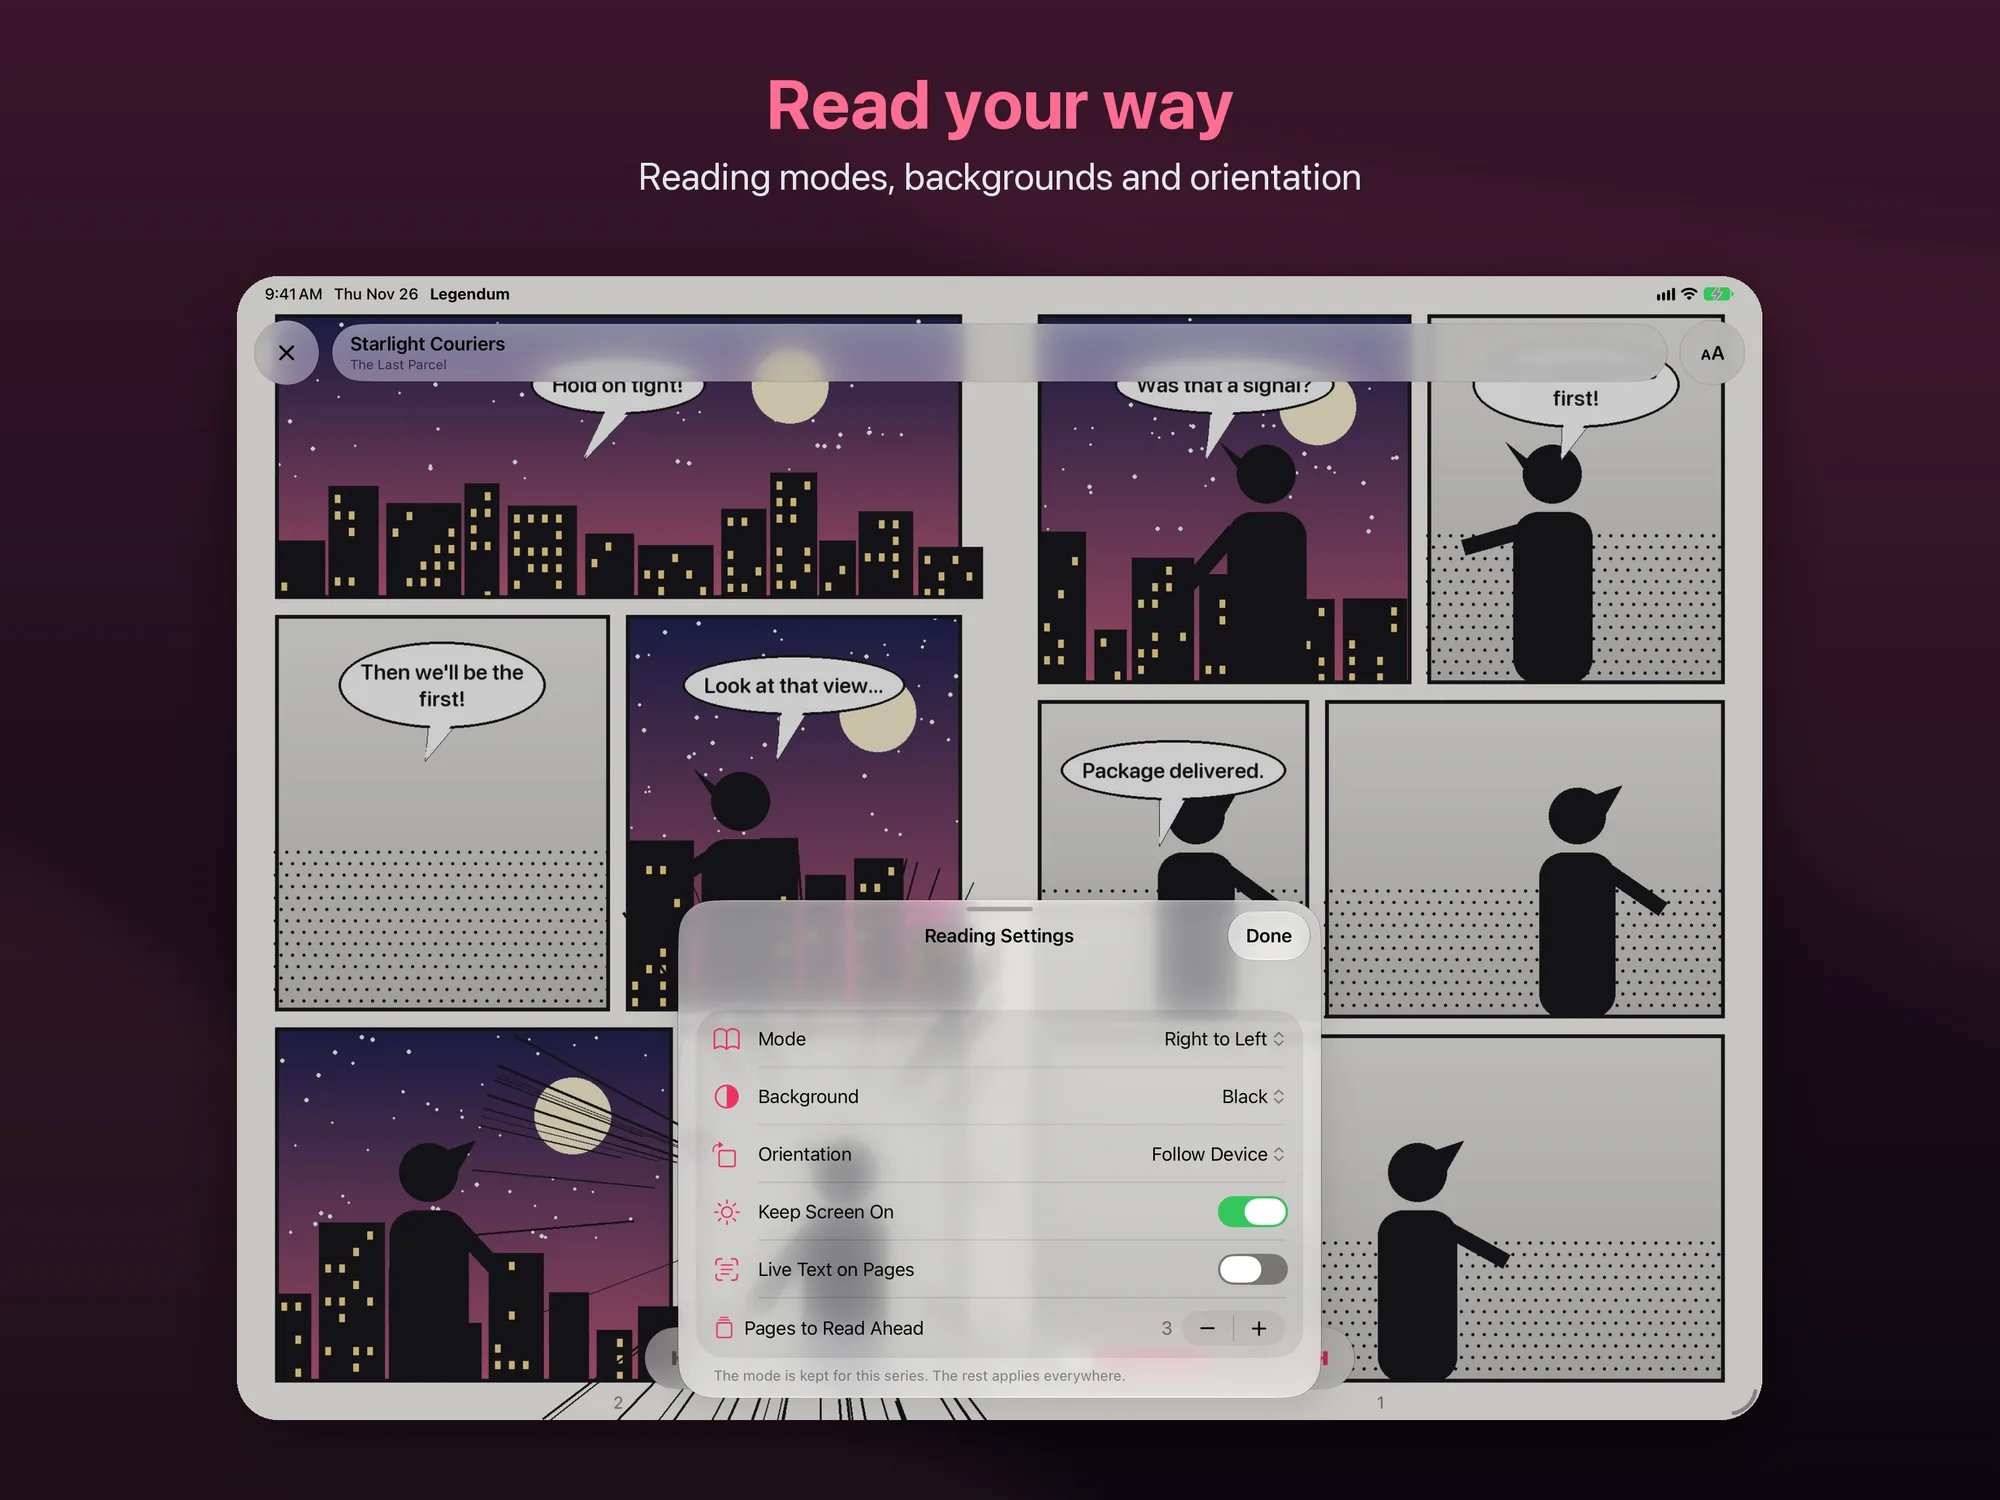 Read your way
Reading modes, backgrounds and orientation
9:41 AM Thu Nov 26 Legendum
Starlight Couriers
The Last Parcel
AA
Hold on tight!
Was that a signal?
first!
Then we'll be the
first!
Look at that view...
Package delivered.
Reading Settings
Done
Mode
Right to Left
Background
Black
Orientation
Follow Device
Keep Screen On
Live Text on Pages
Pages to Read Ahead
3
The mode is kept for this series. The rest applies everywhere.
2
1